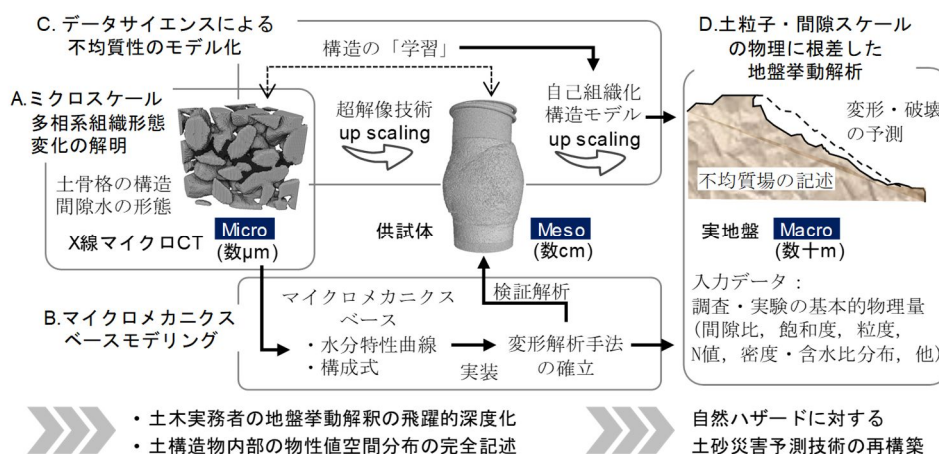 C. データサイエンスによる
不均質性のモデル化
構造の「学習」
D.土粒子・間隙スケール
の物理に根差した
地盤挙動解析
A.ミクロスケール
多相系組織形態
変化の解明
土骨格の構造
間隙水の形態
X線マイクロCT
Micro
(数μm)
超解像技術
up scaling
自己組織化
構造モデル
up scaling
供試体
Meso
(数cm)
変形・破壊
の予測
不均質場の記述
実地盤
Macro
(数十m)
入力データ：
調査・実験の基本的物理量
(間隙比, 飽和度, 粒度,
N値, 密度・含水比分布, 他)
B.マイクロメカニクス
ベースモデリング
マイクロメカニクス
ベース
・水分特性曲線
・構成式
実装
検証解析
変形解析手法
の確立
・土木実務者の地盤挙動解釈の飛躍的深度化
・土構造物内部の物性値空間分布の完全記述
自然ハザードに対する
土砂災害予測技術の再構築